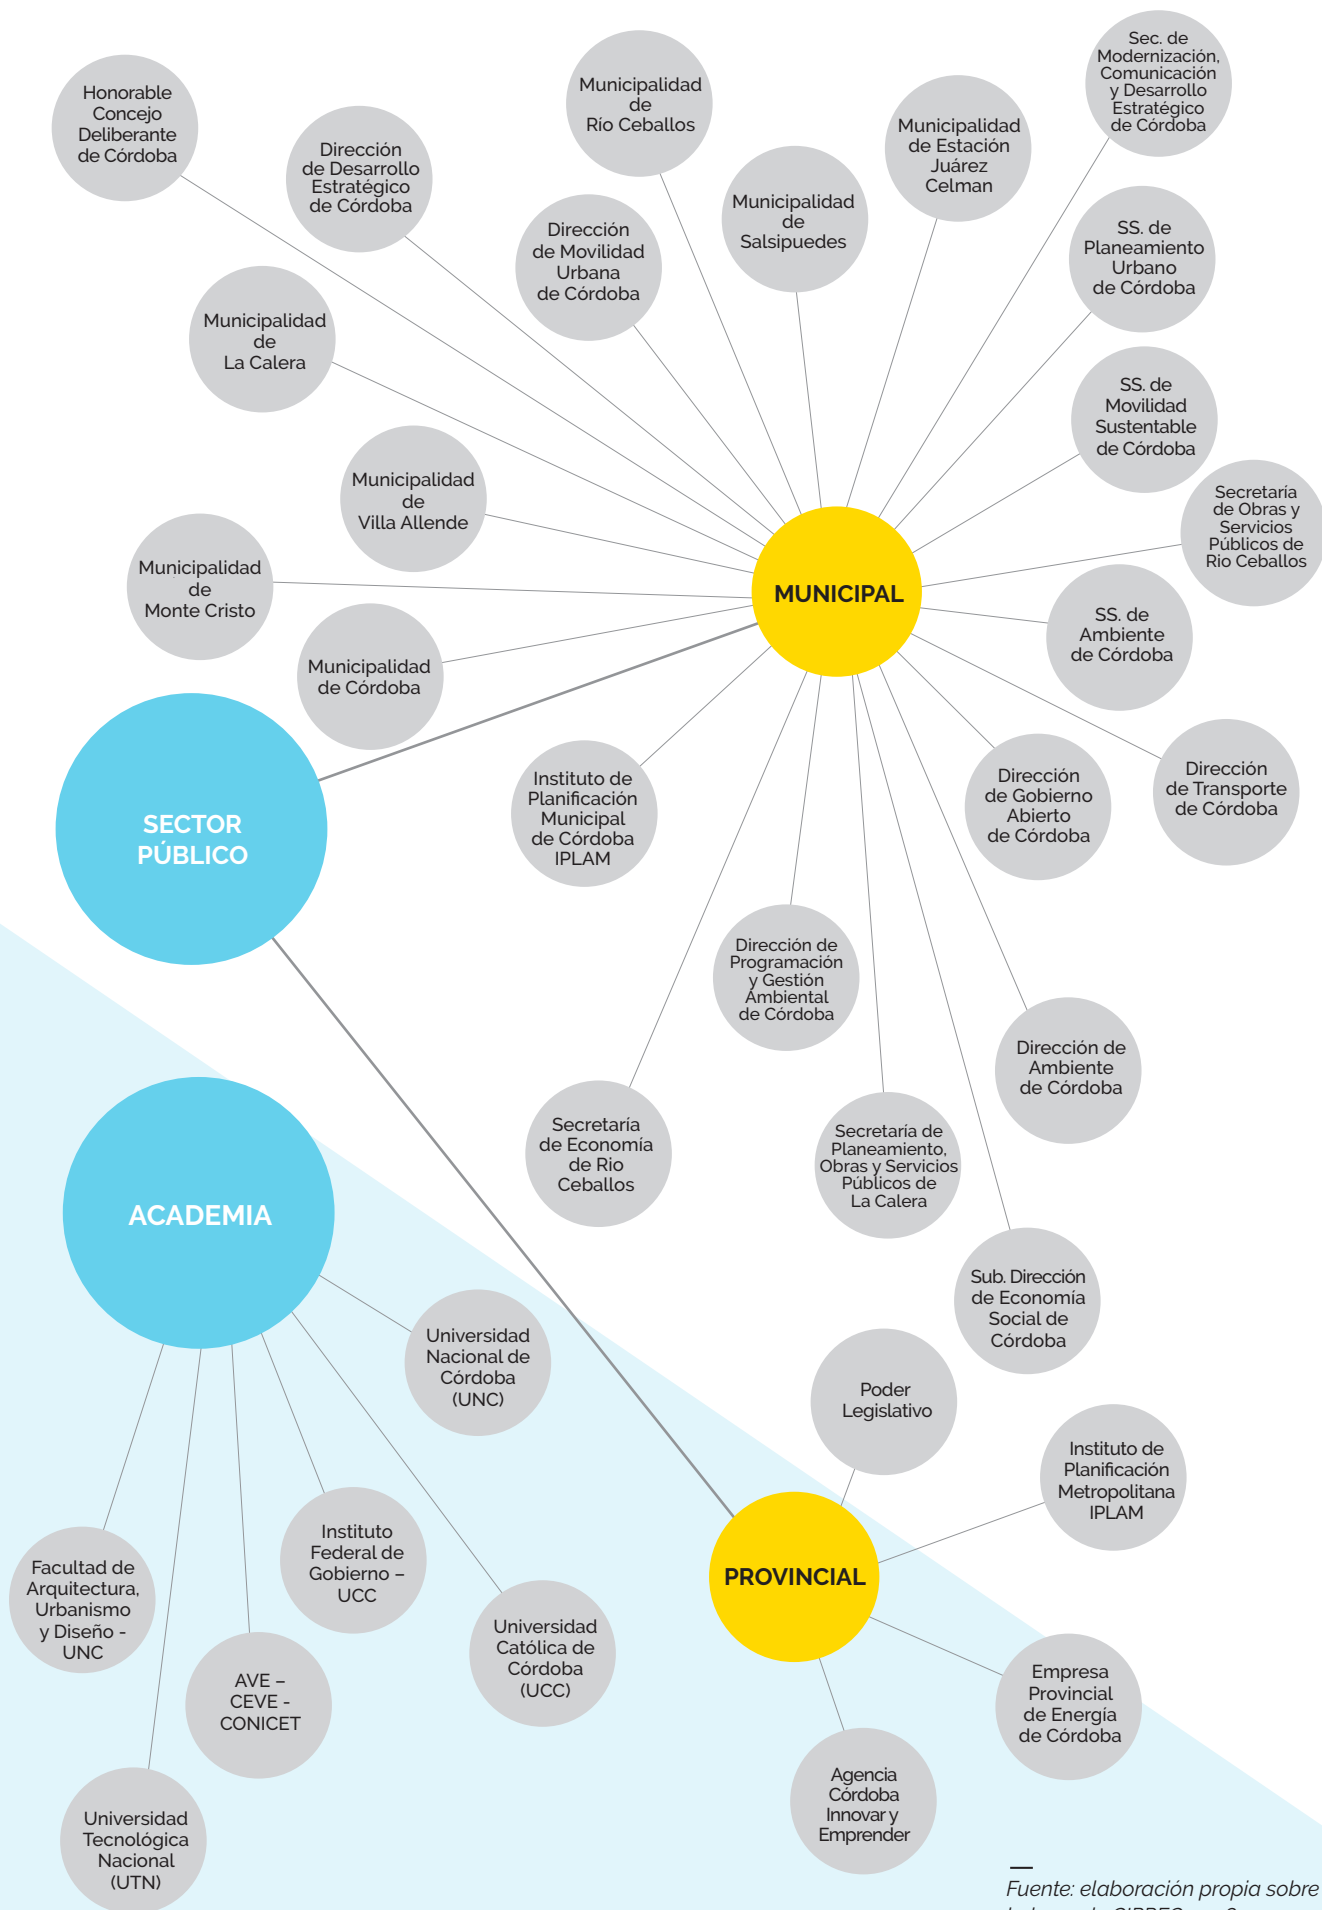 Honorable
Concejo
Deliberante
de Córdoba
Dirección
de Desarrollo
Estratégico
de Córdoba
Municipalidad
de
Río Ceballos
Municipalidad
de Estación
Juárez
Celman
Sec. de
Modernización,
Comunicación
y Desarrollo
Estratégico
de Córdoba
Dirección
de Movilidad
Urbana
de Córdoba
Municipalidad
de
Salsipuedes
SS. de
Planeamiento
Urbano
de Córdoba
Municipalidad
de
La Calera
SS. de
Movilidad
Sustentable
de Córdoba
Municipalidad
de
Villa Allende
Secretaría
de Obras y
Servicios
Públicos de
Rio Ceballos
Municipalidad
de
Monte Cristo
MUNICIPAL
SS. de
Ambiente
de Córdoba
Municipalidad
de Córdoba
SECTOR
PÚBLICO
Instituto de
Planificación
Municipal
de Córdoba
IPLAM
Dirección
de Gobierno
Abierto
de Córdoba
Dirección
de Transporte
de Córdoba
Dirección de
Programación
y Gestión
Ambiental
de Córdoba
Dirección de
Ambiente
de Córdoba
Secretaría
de Economía
de Rio
Ceballos
Secretaría de
Planeamiento,
Obras y Servicios
Públicos de
La Calera
Sub. Dirección
de Economía
Social de
Córdoba
ACADEMIA
Universidad
Nacional de
Córdoba
(UNC)
Poder
Legislativo
Instituto de
Planificación
Metropolitana
IPLAM
PROVINCIAL
Instituto
Federal de
Gobierno –
UCC
Facultad de
Arquitectura,
Urbanismo
y Diseño -
UNC
Universidad
Católica de
Córdoba
(UCC)
AVE –
CEVE -
CONICET
Empresa
Provincial
de Energía
de Córdoba
Agencia
Córdoba
Innovar y
Emprender
Universidad
Tecnológica
Nacional
(UTN)
Fuente: elaboración propia sobre